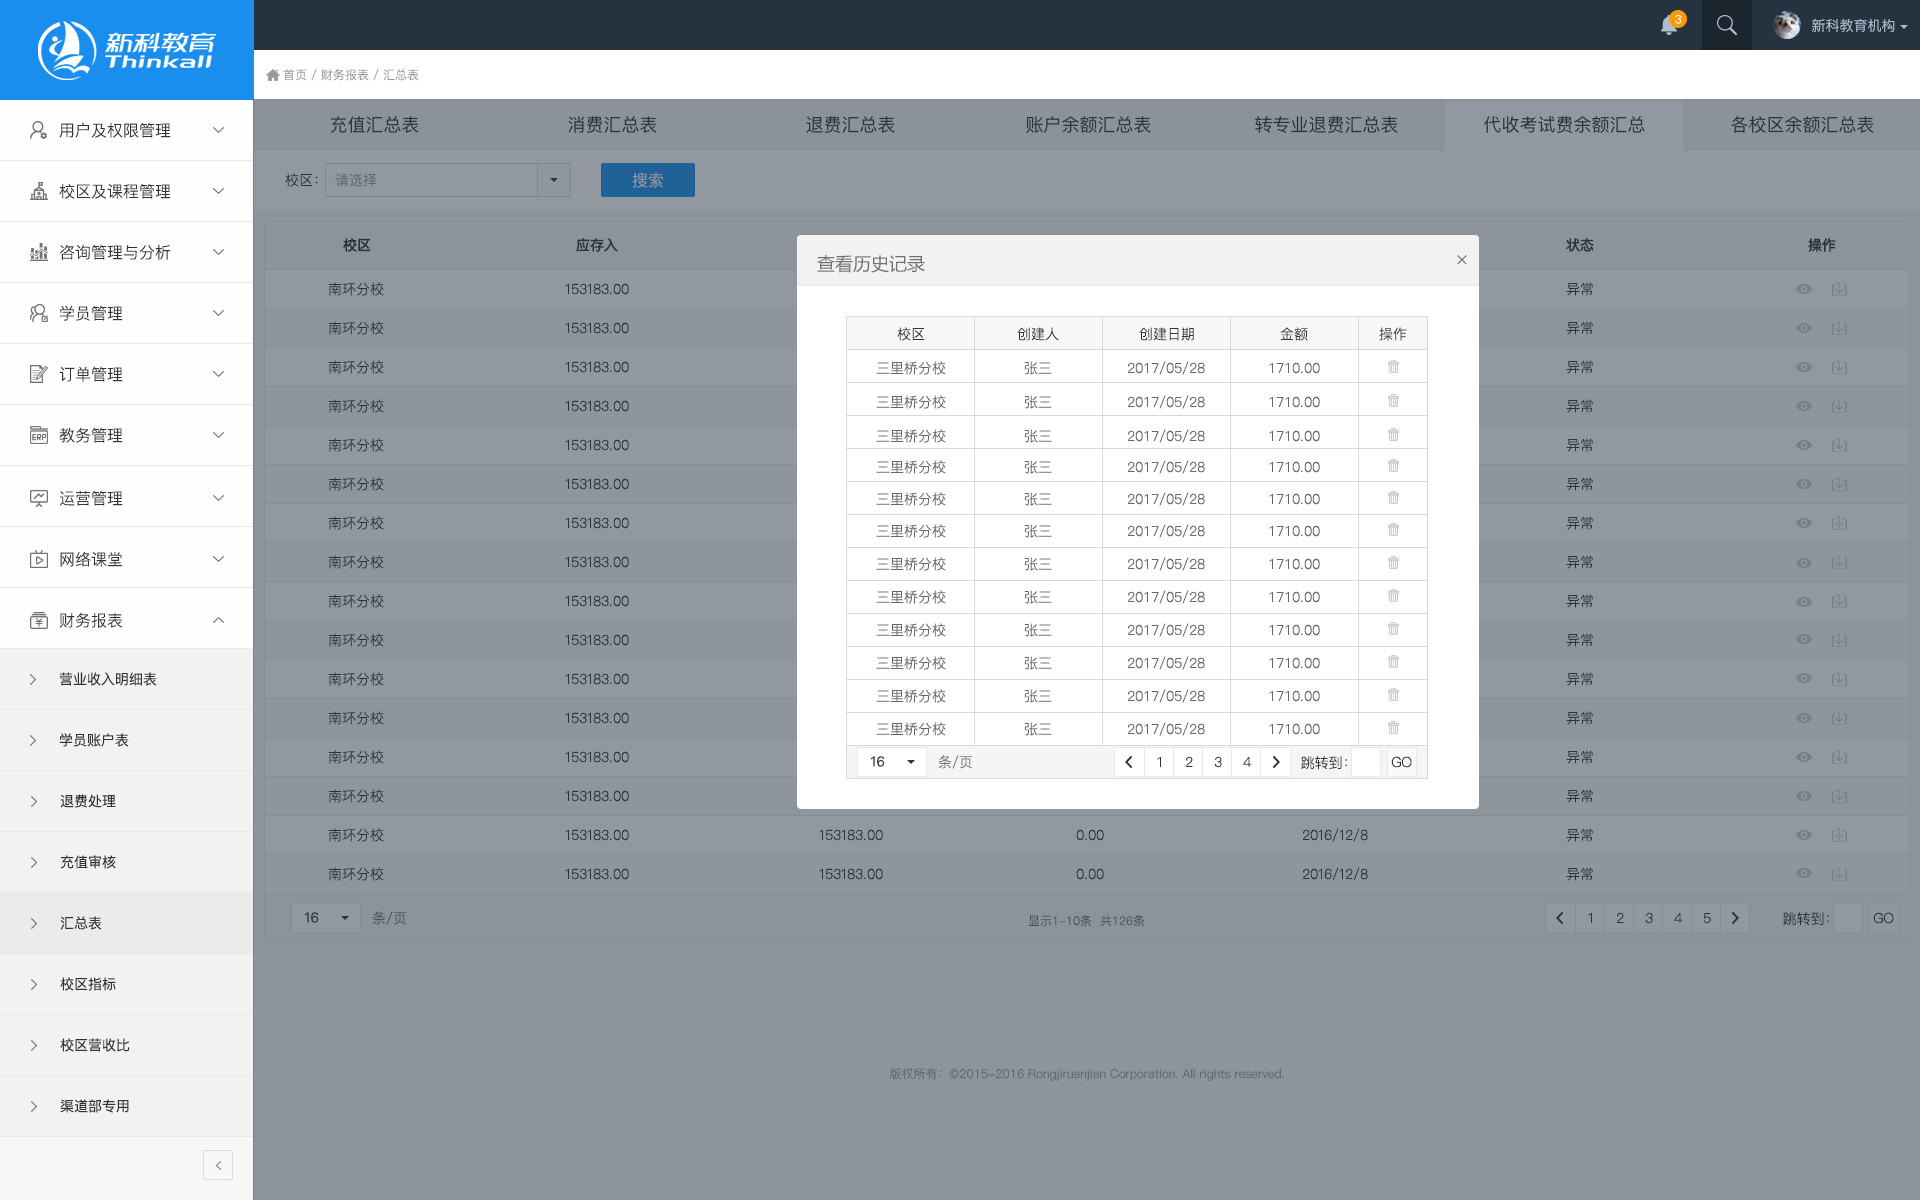 新科教育
Thinkall
3
新科教育机构
首页 / 财务报表 / 汇总表
用户及权限管理
校区及课程管理
咨询管理与分析
学员管理
订单管理
ERP 教务管理
运营管理
网络课堂
财务报表
营业收入明细表
学员账户表
退费处理
充值审核
汇总表
校区指标
校区营收比
渠道部专用
充值汇总表 消费汇总表 退费汇总表 账户余额汇总表 转专业退费汇总表 代收考试费余额汇总 各校区余额汇总表
校区: 请选择 搜索
校区 应存入 状态 操作
南环分校 153183.00 异常
南环分校 153183.00 异常
南环分校 153183.00 异常
南环分校 153183.00 异常
南环分校 153183.00 异常
南环分校 153183.00 异常
南环分校 153183.00 异常
南环分校 153183.00 异常
南环分校 153183.00 异常
南环分校 153183.00 异常
南环分校 153183.00 异常
南环分校 153183.00 异常
南环分校 153183.00 异常
南环分校 153183.00 异常
南环分校 153183.00 153183.00 0.00 2016/12/8 异常
南环分校 153183.00 153183.00 0.00 2016/12/8 异常
16 条/页 显示1-10条 共126条 1 2 3 4 5 跳转到: GO
查看历史记录
校区 创建人 创建日期 金额 操作
三里桥分校 张三 2017/05/28 1710.00
三里桥分校 张三 2017/05/28 1710.00
三里桥分校 张三 2017/05/28 1710.00
三里桥分校 张三 2017/05/28 1710.00
三里桥分校 张三 2017/05/28 1710.00
三里桥分校 张三 2017/05/28 1710.00
三里桥分校 张三 2017/05/28 1710.00
三里桥分校 张三 2017/05/28 1710.00
三里桥分校 张三 2017/05/28 1710.00
三里桥分校 张三 2017/05/28 1710.00
三里桥分校 张三 2017/05/28 1710.00
三里桥分校 张三 2017/05/28 1710.00
16 条/页 1 2 3 4 跳转到: GO
版权所有：©2015-2016 Rongjiruanjian Corporation. All rights reserved.